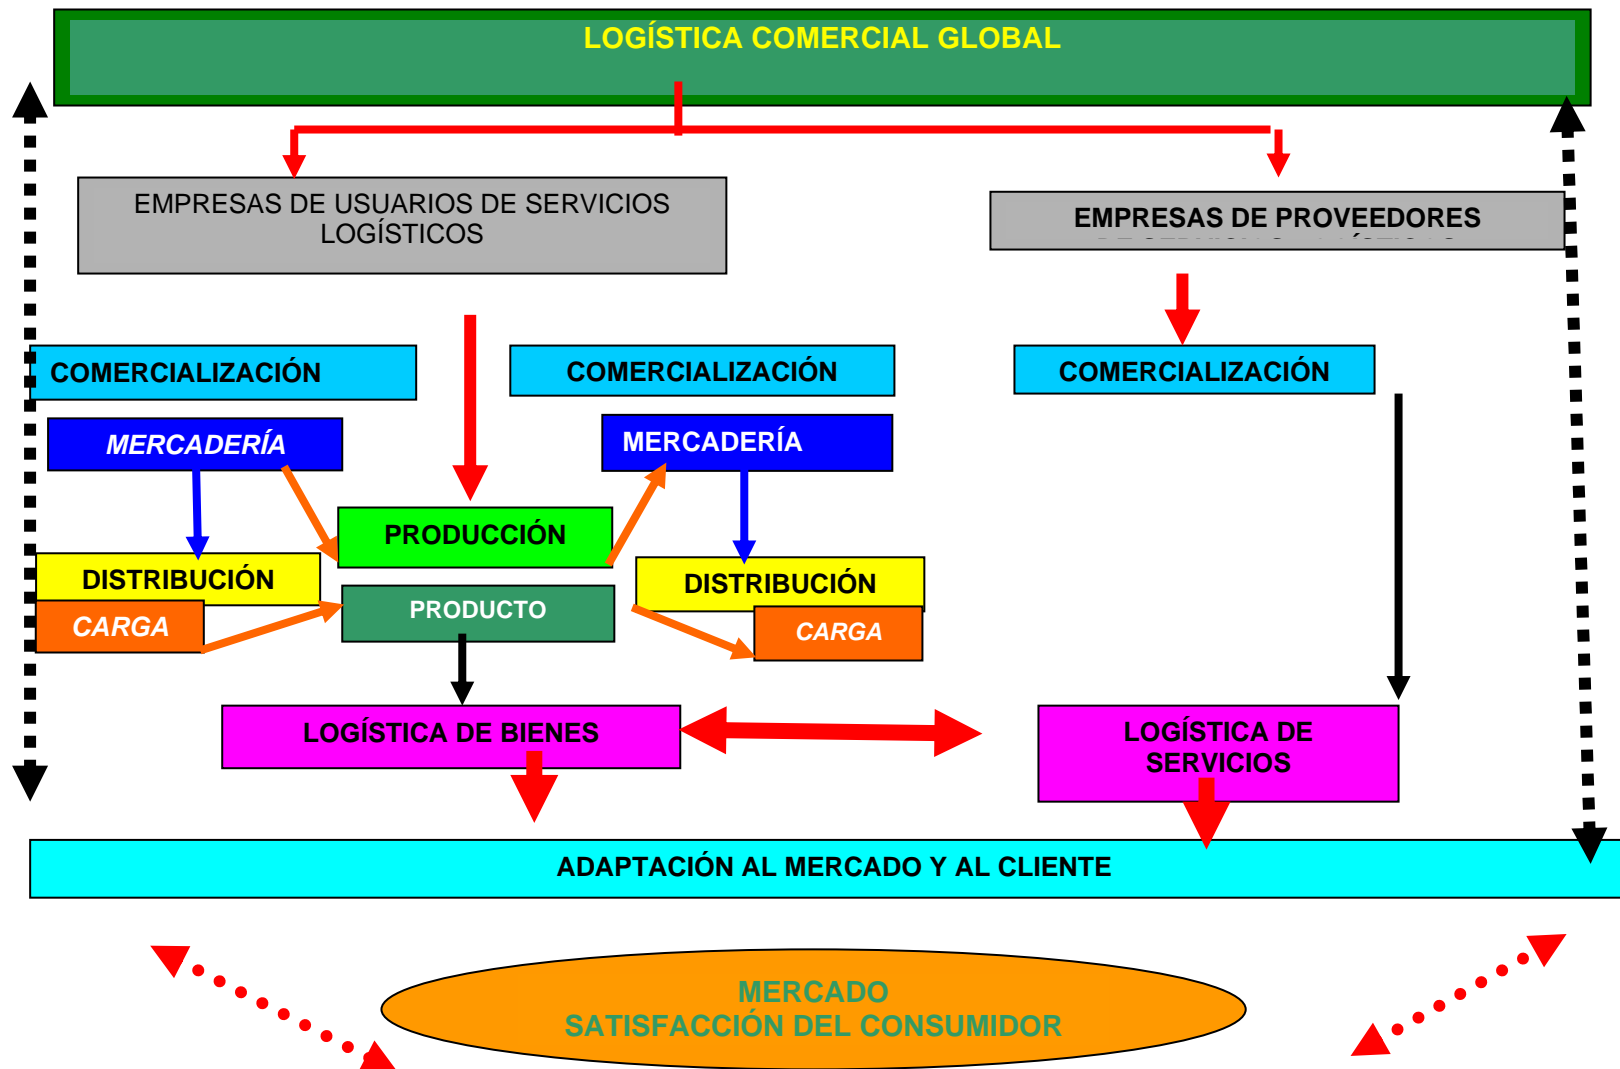 LOGÍSTICA COMERCIAL GLOBAL
EMPRESAS DE USUARIOS DE SERVICIOS
LOGÍSTICOS
EMPRESAS DE PROVEEDORES
COMERCIALIZACIÓN
COMERCIALIZACIÓN
COMERCIALIZACIÓN
MERCADERÍA
MERCADERÍA
PRODUCCIÓN
DISTRIBUCIÓN
DISTRIBUCIÓN
CARGA
PRODUCTO
CARGA
LOGÍSTICA DE BIENES
LOGÍSTICA DE
SERVICIOS
ADAPTACIÓN AL MERCADO Y AL CLIENTE
MERCADO
SATISFACCIÓN DEL CONSUMIDOR